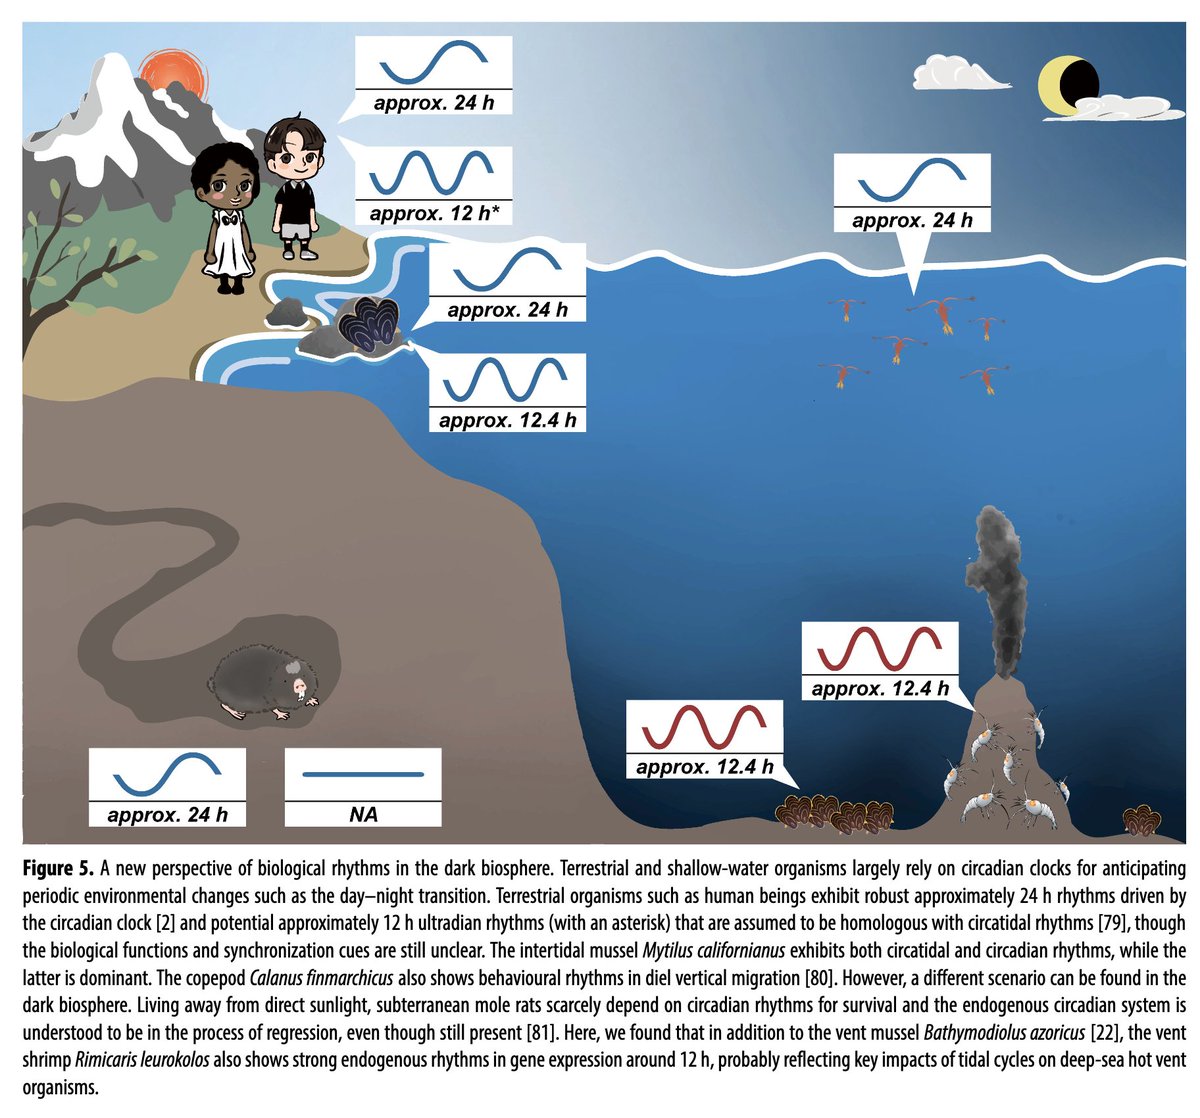 approx. 24 h
approx. 12 h*
approx. 24 h
approx. 24 h
approx. 12.4 h
approx. 12.4 h
approx. 12.4 h
approx. 24 h
NA
Figure 5. A new perspective of biological rhythms in the dark biosphere. Terrestrial and shallow-water organisms largely rely on circadian clocks for anticipating
periodic environmental changes such as the day–night transition. Terrestrial organisms such as human beings exhibit robust approximately 24 h rhythms driven by
the circadian clock [2] and potential approximately 12 h ultradian rhythms (with an asterisk) that are assumed to be homologous with circatidal rhythms [79], though
the biological functions and synchronization cues are still unclear. The intertidal mussel Mytilus californianus exhibits both circatidal and circadian rhythms, while the
latter is dominant. The copepod Calanus finmarchicus also shows behavioural rhythms in diel vertical migration [80]. However, a different scenario can be found in the
dark biosphere. Living away from direct sunlight, subterranean mole rats scarcely depend on circadian rhythms for survival and the endogenous circadian system is
understood to be in the process of regression, even though still present [81]. Here, we found that in addition to the vent mussel Bathymodiolus azoricus [22], the vent
shrimp Rimicaris leurokolos also shows strong endogenous rhythms in gene expression around 12 h, probably reflecting key impacts of tidal cycles on deep-sea hot vent
organisms.